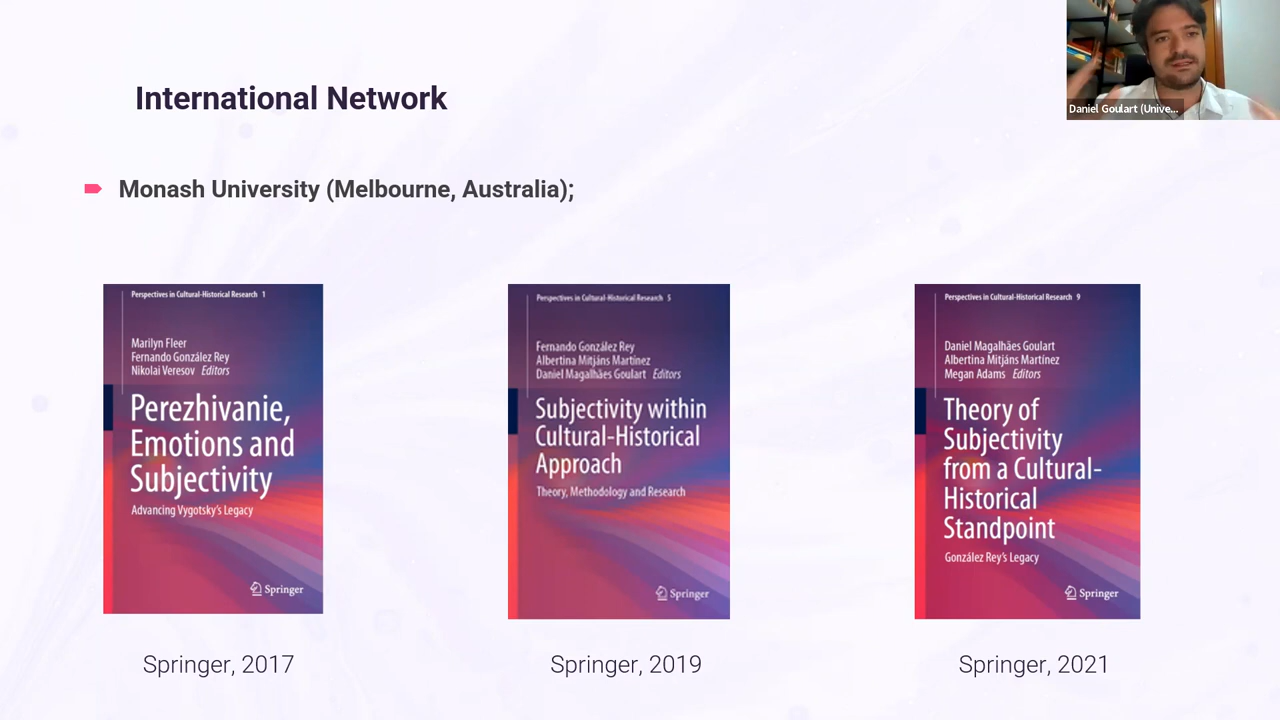 International Network
Daniel Goulart (Unive...
Monash University (Melbourne, Australia);
Perspectives in Cultural-Historical Research 1
Marilyn Fleer
Fernando González Rey
Nikolai Veresov Editors
Perezhivanie,
Emotions and
Subjectivity
Advancing Vygotsky's Legacy
Springer
Springer, 2017
Perspectives in Cultural-Historical Research 5
Fernando González Rey
Albertina Mitjáns Martínez
Daniel Magalhães Goulart Editors
Subjectivity within
Cultural-Historical
Approach
Theory, Methodology and Research
Springer
Springer, 2019
Perspectives in Cultural-Historical Research 9
Daniel Magalhães Goulart
Albertina Mitjáns Martínez
Megan Adams Editors
Theory of
Subjectivity
from a Cultural-
Historical
Standpoint
González Rey's Legacy
Springer
Springer, 2021